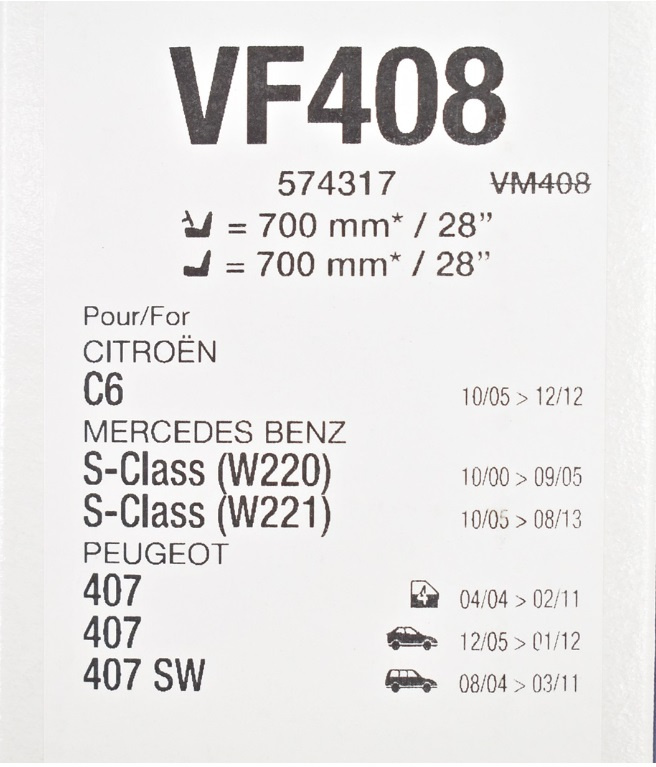 VF408
574317 VM408
= 700 mm* / 28”
= 700 mm* / 28”
Pour/For
CITROËN
C6 10/05 > 12/12
MERCEDES BENZ
S-Class (W220) 10/00 > 09/05
S-Class (W221) 10/05 > 08/13
PEUGEOT
407 4 04/04 > 02/11
407 12/05 > 01/12
407 SW 08/04 > 03/11